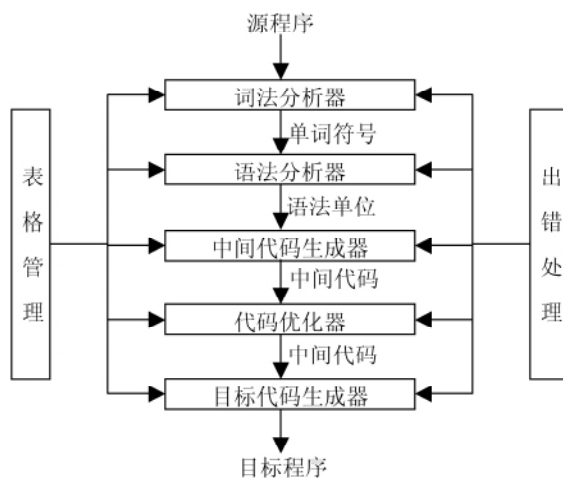 源程序
词法分析器
单词符号
语法分析器
语法单位
中间代码生成器
中间代码
代码优化器
中间代码
目标代码生成器
目标程序
表格管理
出错处理